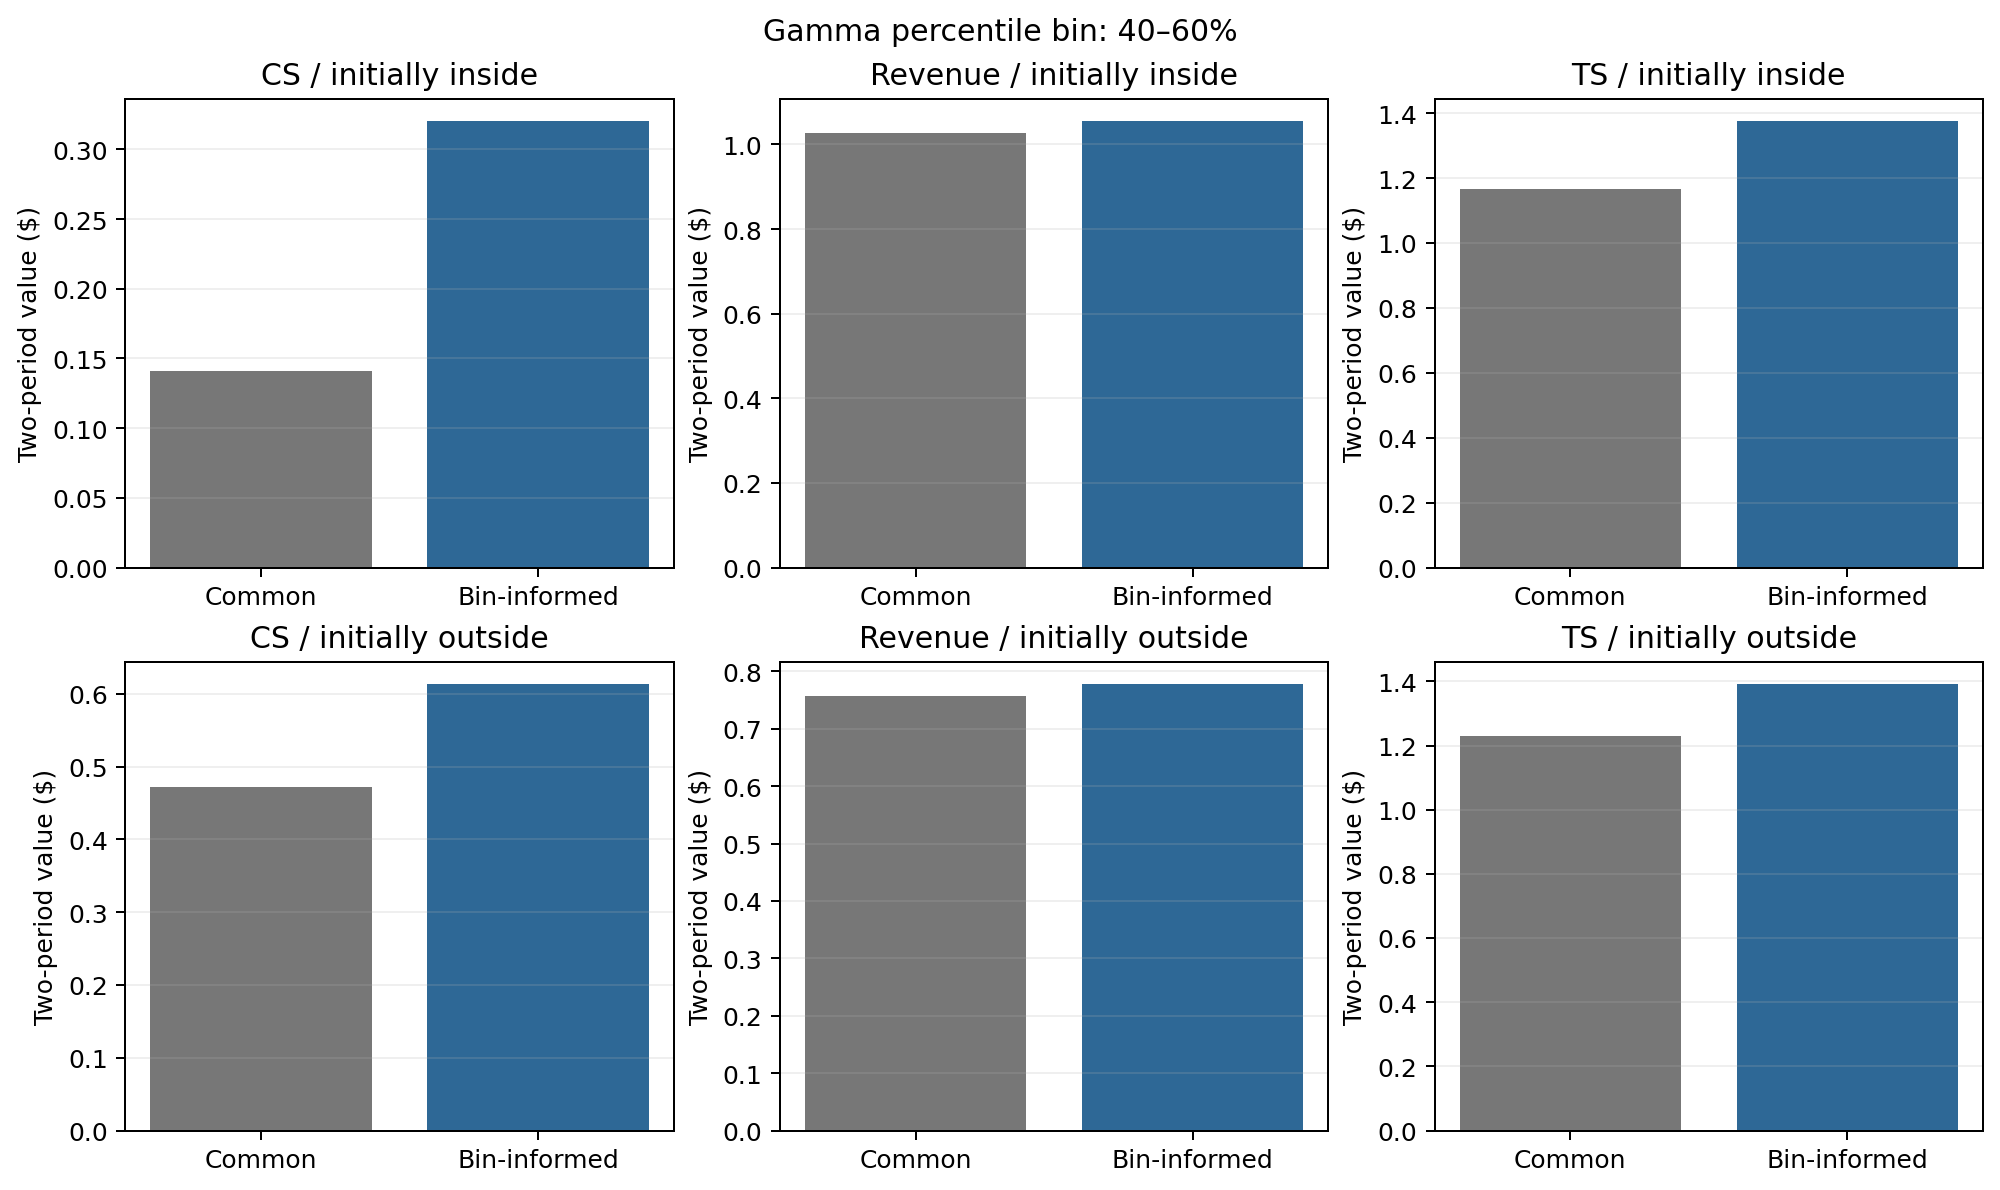 Gamma percentile bin: 40–60%
CS / initially inside
Two-period value ($)
0.30
0.25
0.20
0.15
0.10
0.05
0.00
Common
Bin-informed
Revenue / initially inside
Two-period value ($)
1.0
0.8
0.6
0.4
0.2
0.0
Common
Bin-informed
TS / initially inside
Two-period value ($)
1.4
1.2
1.0
0.8
0.6
0.4
0.2
0.0
Common
Bin-informed
CS / initially outside
Two-period value ($)
0.6
0.5
0.4
0.3
0.2
0.1
0.0
Common
Bin-informed
Revenue / initially outside
Two-period value ($)
0.8
0.7
0.6
0.5
0.4
0.3
0.2
0.1
0.0
Common
Bin-informed
TS / initially outside
Two-period value ($)
1.4
1.2
1.0
0.8
0.6
0.4
0.2
0.0
Common
Bin-informed